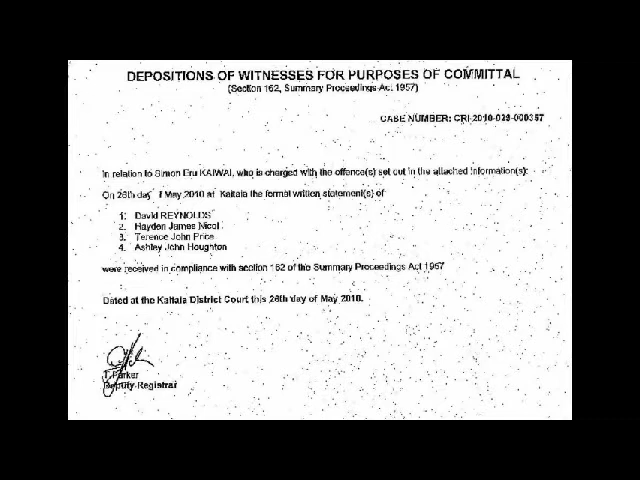 DEPOSITIONS OF WITNESSES FOR PURPOSES OF COMMITTAL
(Section 162, Summary Proceedings Act 1957)
CASE NUMBER: CRI-2010-029-000357
In relation to Simon Eru KAIWAI, who is charged with the offence(s) set out in the attached information(s):
On 26th day f May 2010 at Kaitaia the formal written statement(s) of
1. David REYNOLDS
2. Hayden James Nicol
3. Terence John Price
4. Ashley John Houghton
were received in compliance with section 162 of the Summary Proceedings Act 1957
Dated at the Kaitaia District Court this 26th day of May 2010.
T. Parker
Deputy Registrar